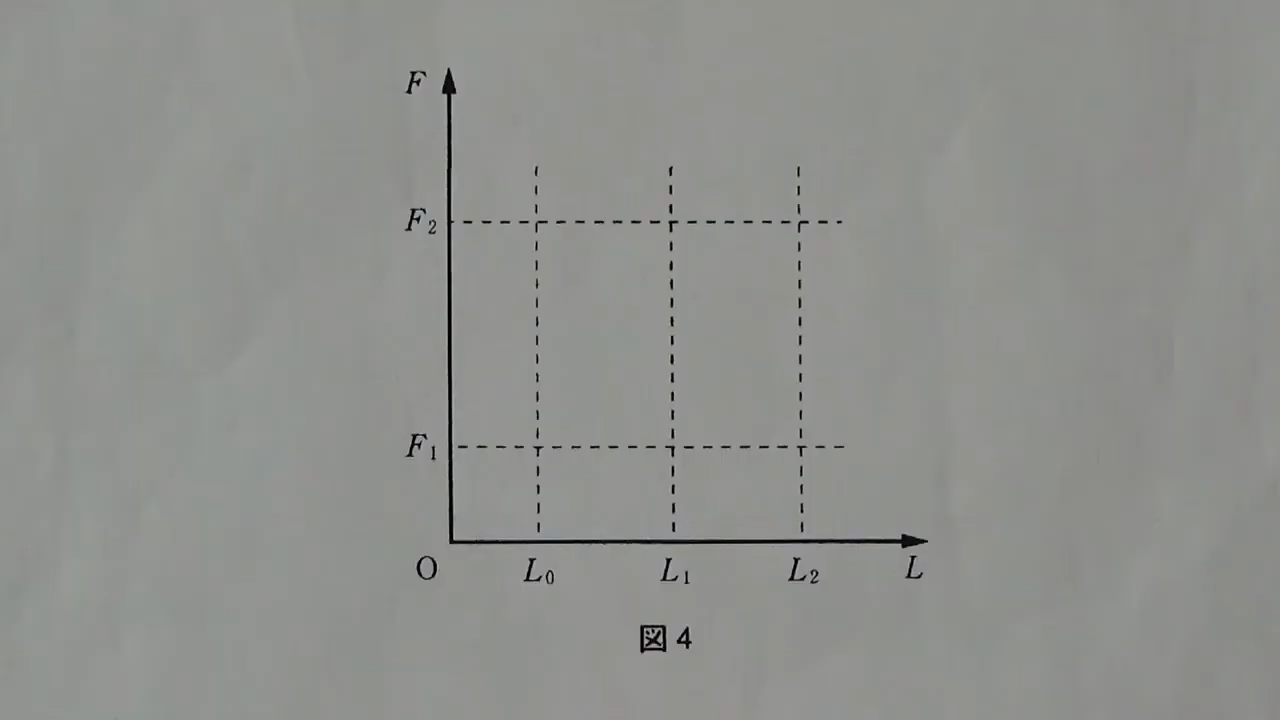 F
F₂
F₁
O L₀ L₁ L₂ L
図4